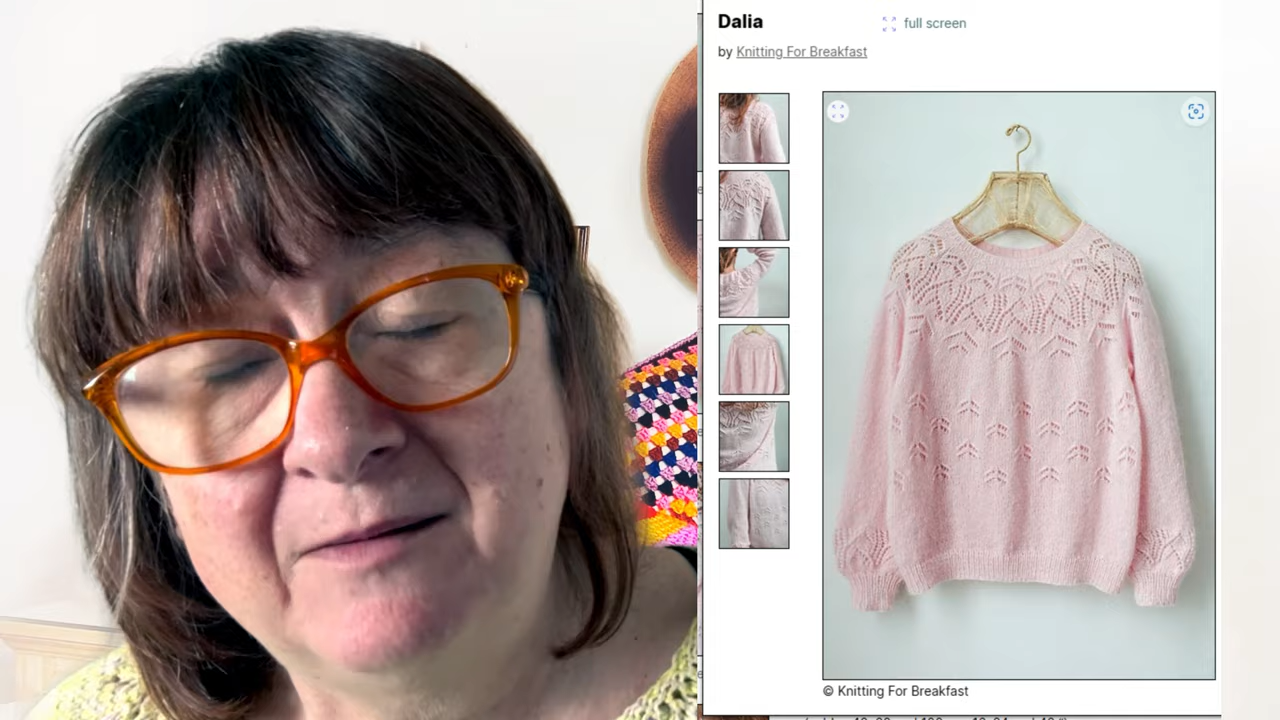 Dalia
full screen
by Knitting For Breakfast
© Knitting For Breakfast